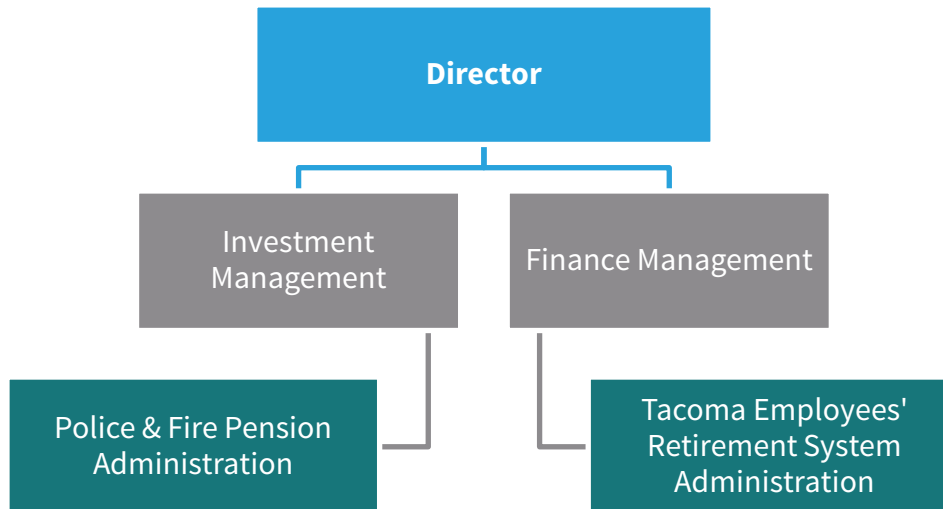 Director
Investment
Management
Finance Management
Police & Fire Pension
Administration
Tacoma Employees'
Retirement System
Administration